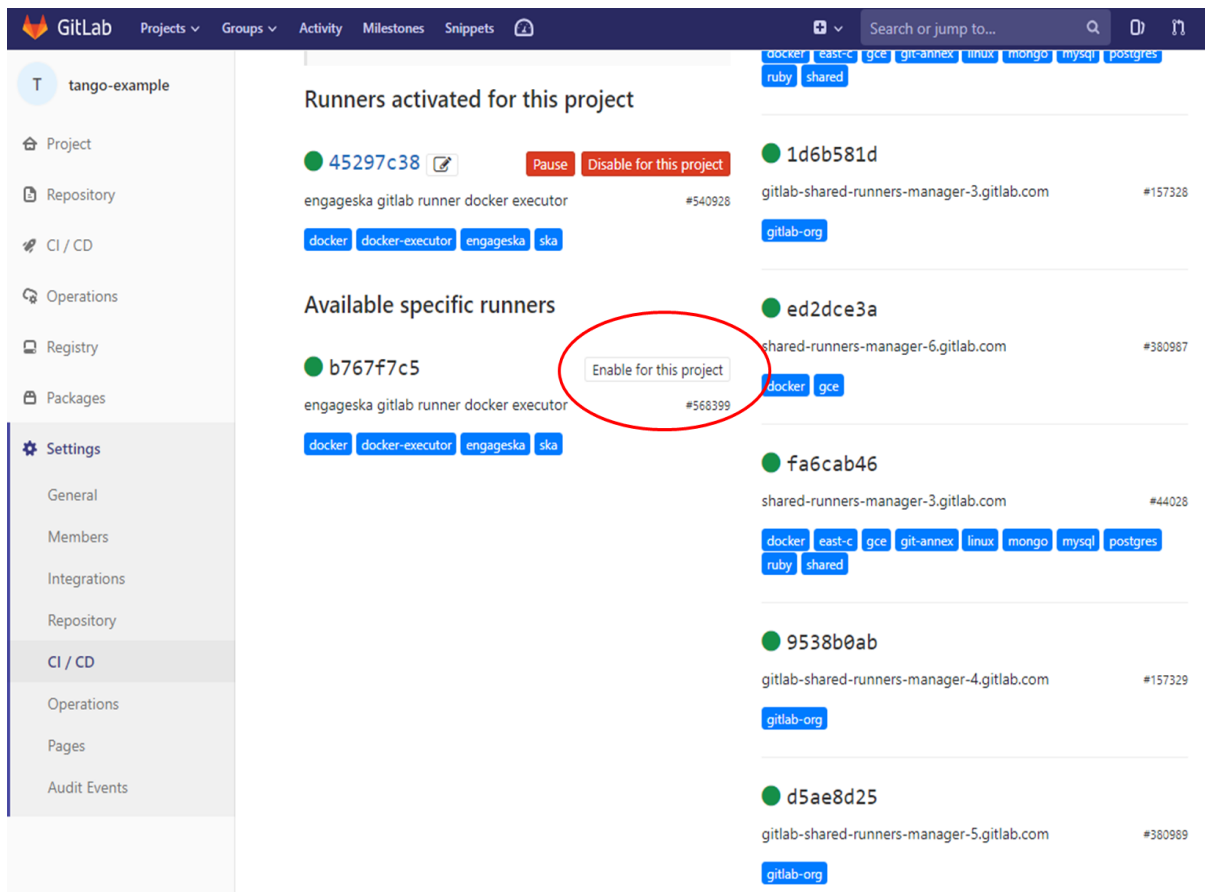 GitLab Projects Groups Activity Milestones Snippets Search or jump to...
T tango-example
Project
Repository
CI / CD
Operations
Registry
Packages
Settings
General
Members
Integrations
Repository
CI / CD
Operations
Pages
Audit Events
Runners activated for this project
45297c38 Pause Disable for this project
engageska gitlab runner docker executor #540928
docker docker-executor engageska ska
Available specific runners
b767f7c5 Enable for this project
engageska gitlab runner docker executor #568399
docker docker-executor engageska ska
docker east-c gce git-annex linux mongo mysql postgres
ruby shared
1d6b581d
gitlab-shared-runners-manager-3.gitlab.com #157328
gitlab-org
ed2dce3a
shared-runners-manager-6.gitlab.com #380987
docker gce
fa6cab46
shared-runners-manager-3.gitlab.com #44028
docker east-c gce git-annex linux mongo mysql postgres
ruby shared
9538b0ab
gitlab-shared-runners-manager-4.gitlab.com #157329
gitlab-org
d5ae8d25
gitlab-shared-runners-manager-5.gitlab.com #380989
gitlab-org